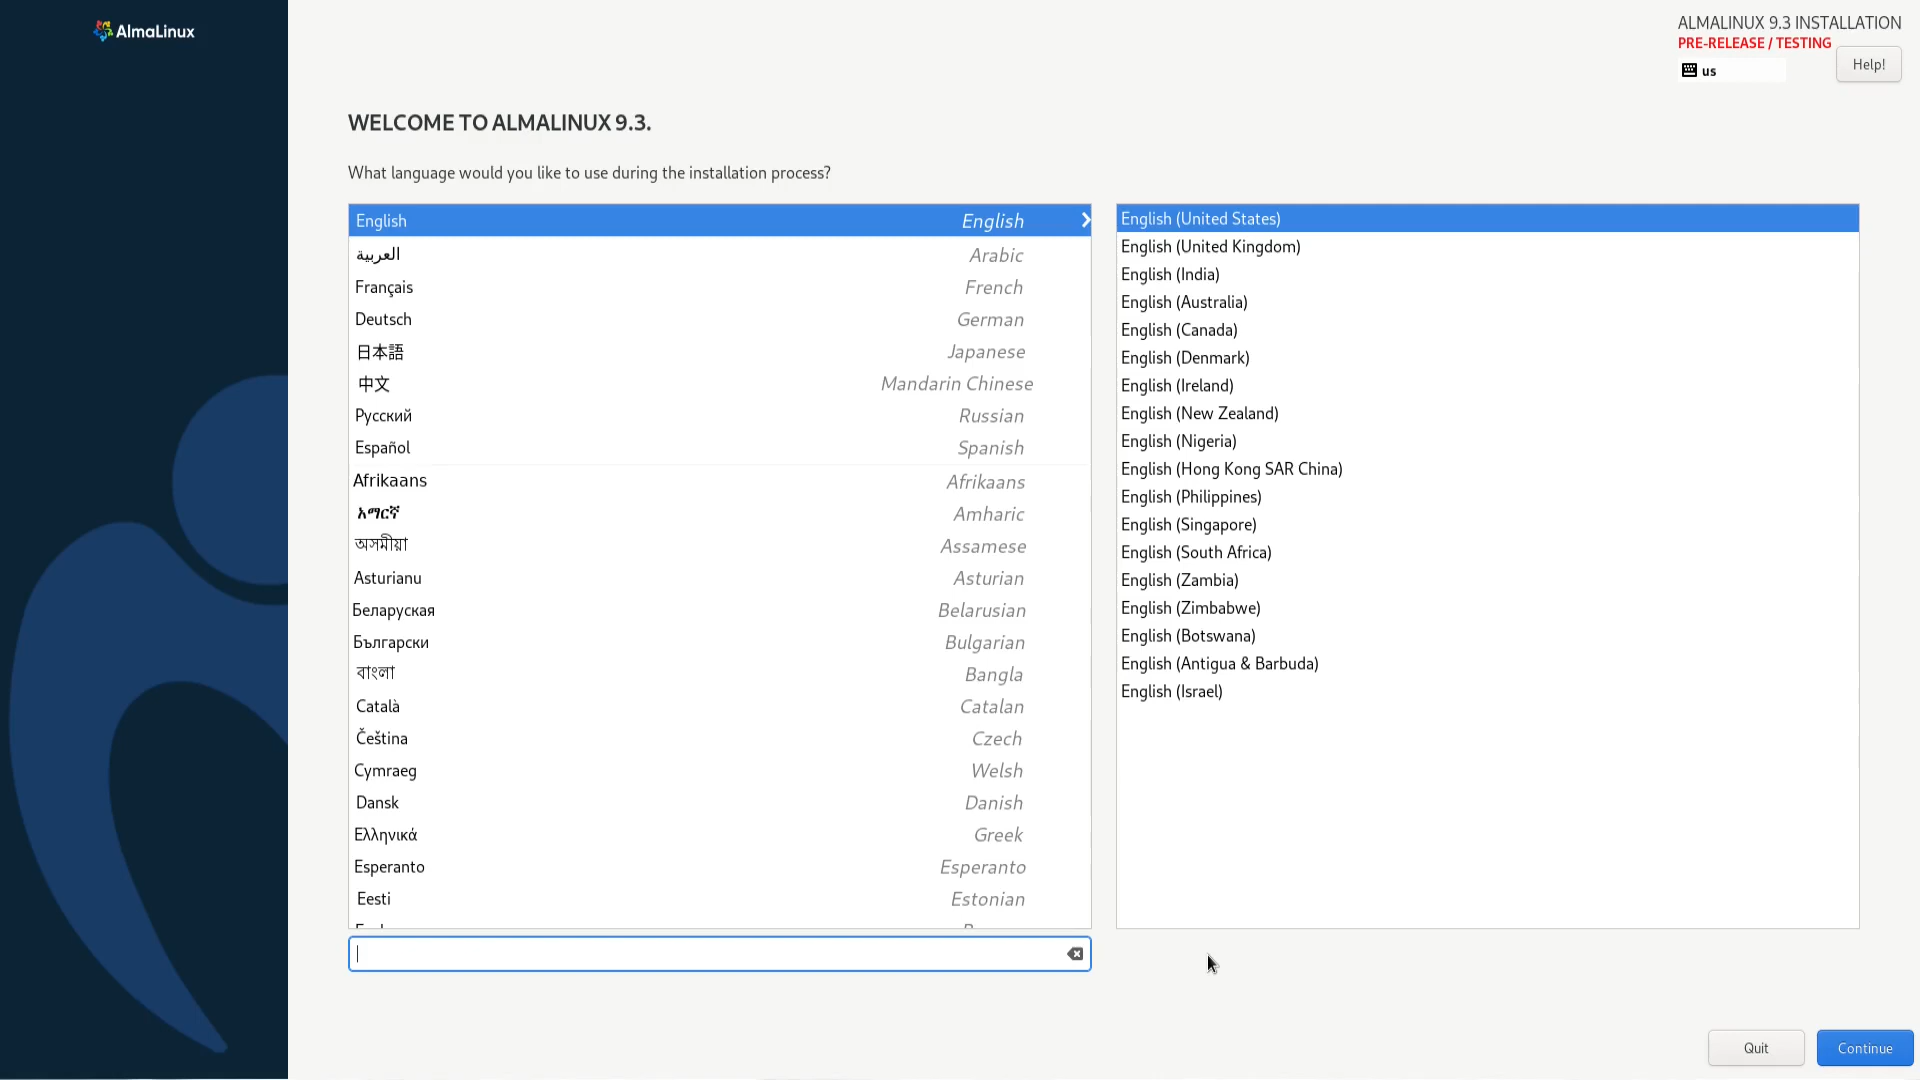 AlmaLinux
ALMALINUX 9.3 INSTALLATION
PRE-RELEASE / TESTING
us
Help!
WELCOME TO ALMALINUX 9.3.
What language would you like to use during the installation process?
English English
العربية Arabic
Français French
Deutsch German
日本語 Japanese
中文 Mandarin Chinese
Русский Russian
Español Spanish
Afrikaans Afrikaans
አማርኛ Amharic
অসমীয়া Assamese
Asturianu Asturian
Беларуская Belarusian
Български Bulgarian
বাংলা Bangla
Català Catalan
Čeština Czech
Cymraeg Welsh
Dansk Danish
Ελληνικά Greek
Esperanto Esperanto
Eesti Estonian
English (United States)
English (United Kingdom)
English (India)
English (Australia)
English (Canada)
English (Denmark)
English (Ireland)
English (New Zealand)
English (Nigeria)
English (Hong Kong SAR China)
English (Philippines)
English (Singapore)
English (South Africa)
English (Zambia)
English (Zimbabwe)
English (Botswana)
English (Antigua & Barbuda)
English (Israel)
Quit
Continue